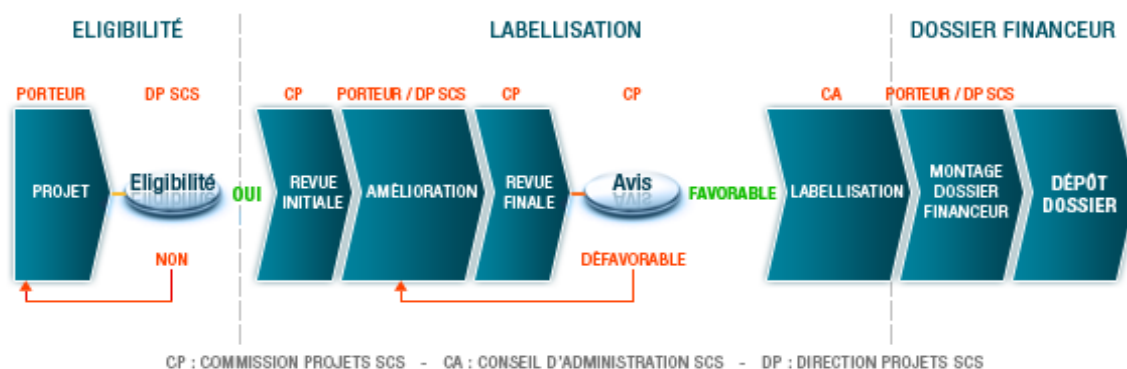 ELIGIBILITÉ
LABELLISATION
DOSSIER FINANCEUR
PORTEUR
DP SCS
CP
PORTEUR / DP SCS
CP
CP
CA
PORTEUR / DP SCS
PROJET
Eligibilité
OUI
REVUE
INITIALE
AMÉLIORATION
REVUE
FINALE
Avis
FAVORABLE
LABELLISATION
MONTAGE
DOSSIER
FINANCEUR
DÉPÔT
DOSSIER
NON
DÉFAVORABLE
CP : COMMISSION PROJETS SCS - CA : CONSEIL D'ADMINISTRATION SCS - DP : DIRECTION PROJETS SCS